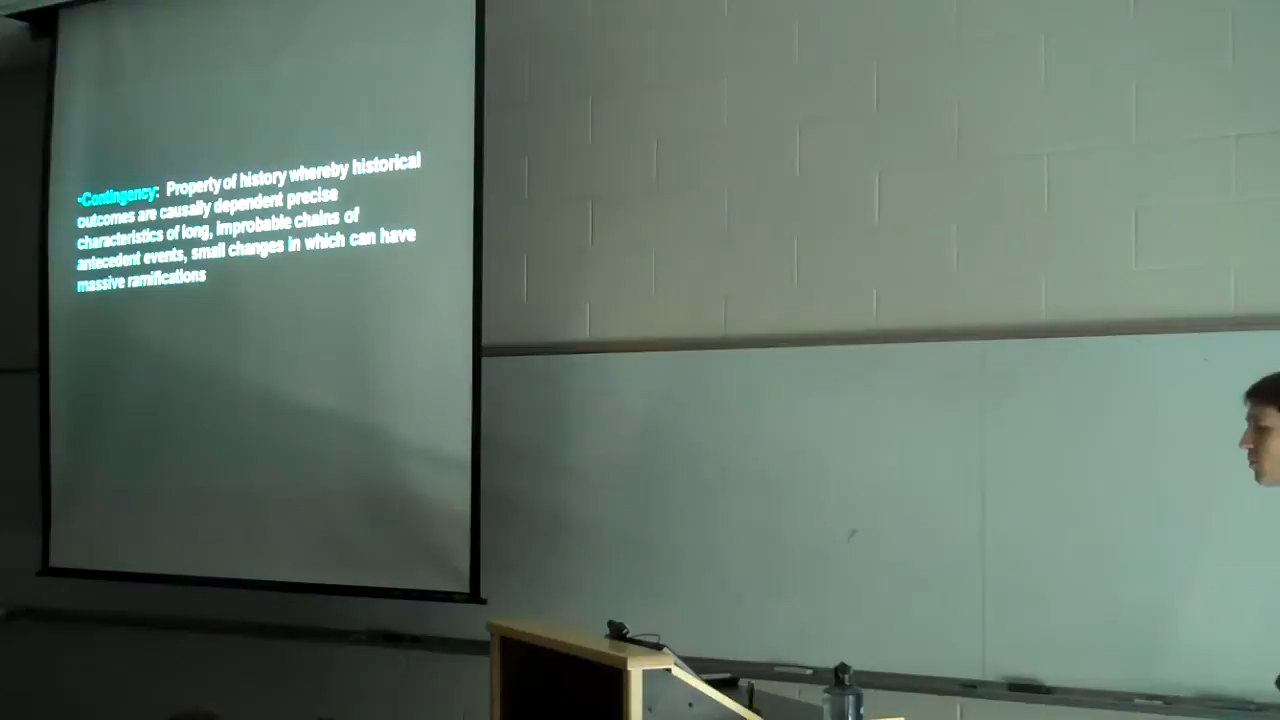 -Contingency: Property of history whereby historical
outcomes are causally dependent precise
characteristics of long, improbable chains of
antecedent events, small changes in which can have
massive ramifications